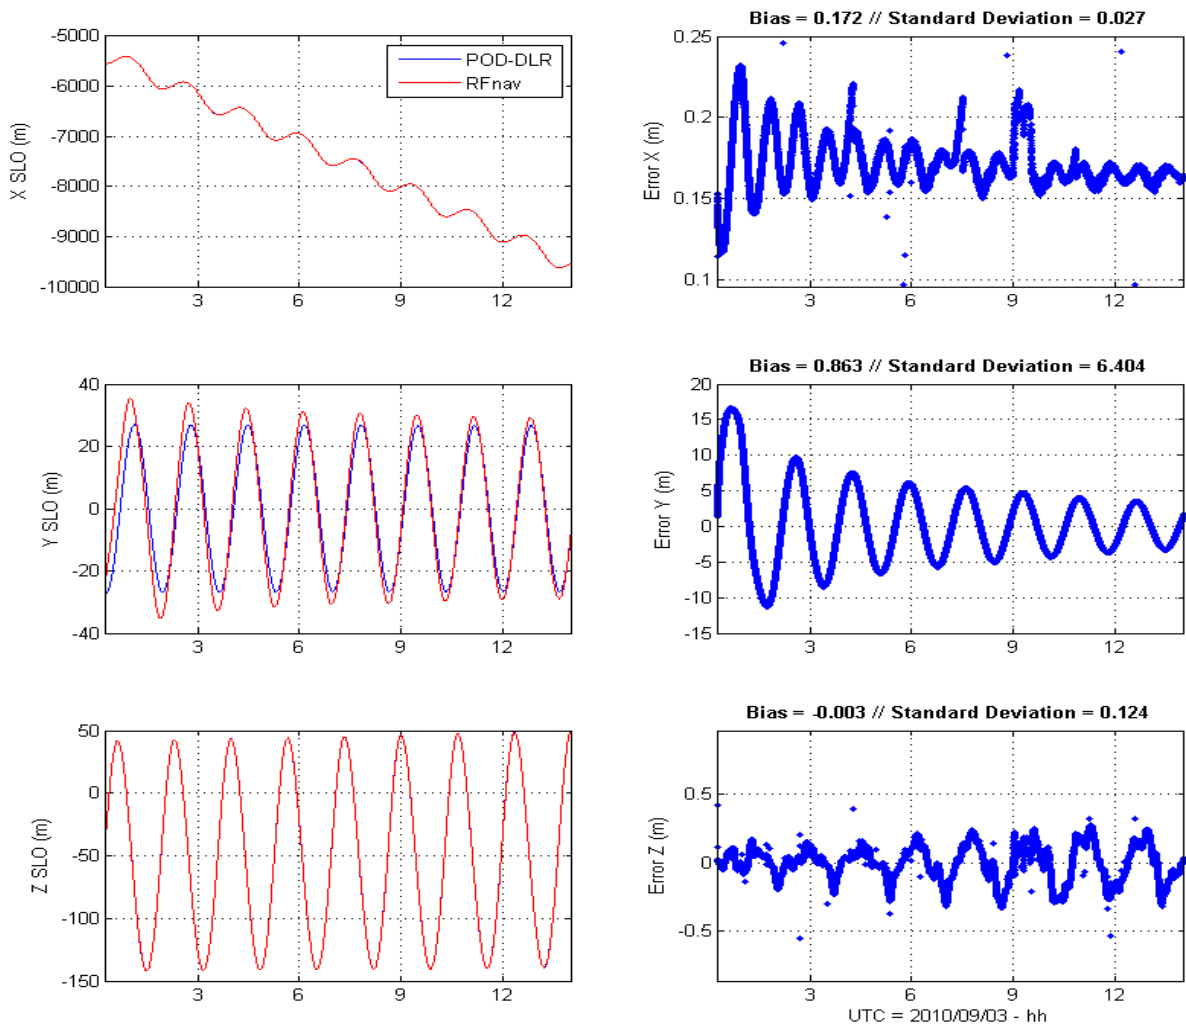 -5000
-6000
-7000
-8000
-9000
-10000
X SLO (m)
POD-DLR
RFnav
3 6 9 12
Bias = 0.172 // Standard Deviation = 0.027
0.25
0.2
0.15
0.1
Error X (m)
3 6 9 12
40
20
0
-20
-40
Y SLO (m)
3 6 9 12
Bias = 0.863 // Standard Deviation = 6.404
20
15
10
5
0
-5
-10
-15
Error Y (m)
3 6 9 12
50
0
-50
-100
-150
Z SLO (m)
3 6 9 12
Bias = -0.003 // Standard Deviation = 0.124
0.5
0
-0.5
Error Z (m)
3 6 9 12
UTC = 2010/09/03 - hh